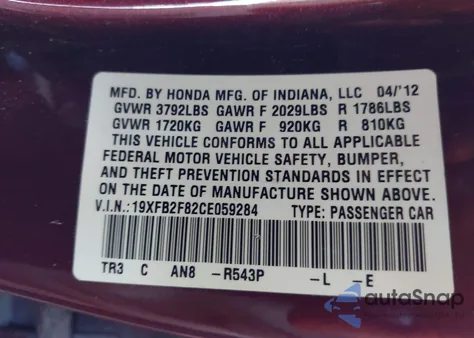 MFD. BY HONDA MFG. OF INDIANA, LLC 04/'12
GVWR 3792LBS GAWR F 2029LBS R 1786LBS
GVWR 1720KG GAWR F 920KG R 810KG
THIS VEHICLE CONFORMS TO ALL APPLICABLE
FEDERAL MOTOR VEHICLE SAFETY, BUMPER,
AND THEFT PREVENTION STANDARDS IN EFFECT
ON THE DATE OF MANUFACTURE SHOWN ABOVE.
V.I.N.: 19XFB2F82CE059284 TYPE: PASSENGER CAR
TR3 C AN8 -R543P -L -E
autoSnap
by Carfast